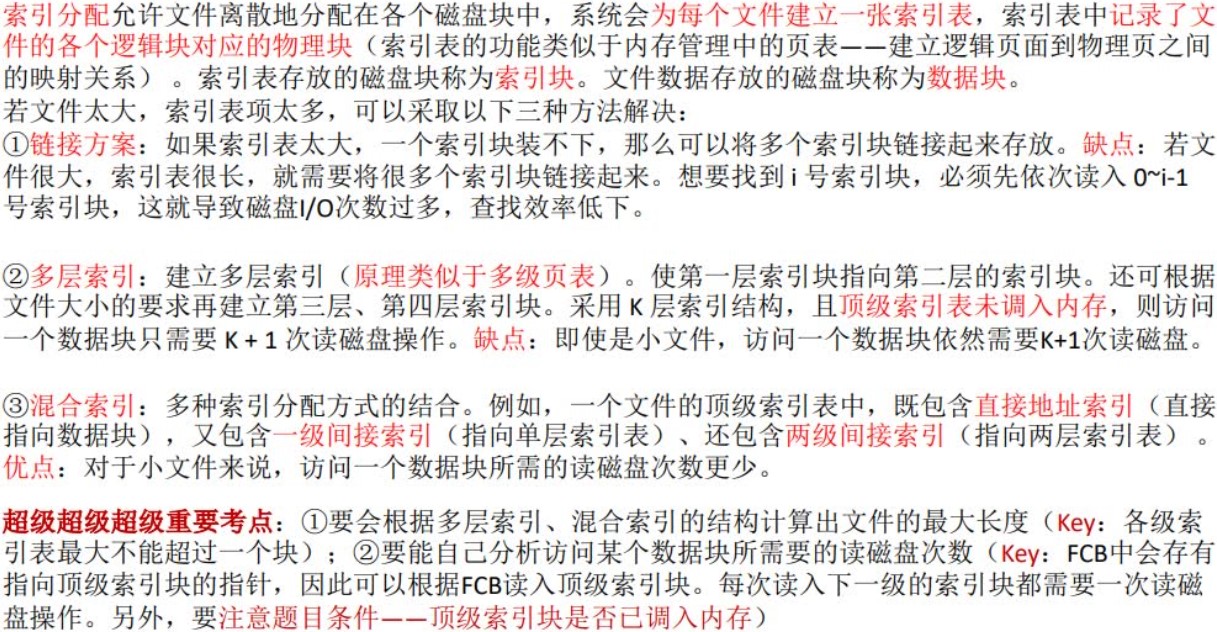 索引分配允许文件离散地分配在各个磁盘块中，系统会为每个文件建立一张索引表，索引表中记录了文
件的各个逻辑块对应的物理块（索引表的功能类似于内存管理中的页表——建立逻辑页面到物理页之间
的映射关系）。索引表存放的磁盘块称为索引块。文件数据存放的磁盘块称为数据块。
若文件太大，索引表项太多，可以采取以下三种方法解决：
①链接方案：如果索引表太大，一个索引块装不下，那么可以将多个索引块链接起来存放。缺点：若文
件很大，索引表很长，就需要将很多个索引块链接起来。想要找到 i 号索引块，必须先依次读入 0~i-1
号索引块，这就导致磁盘I/O次数过多，查找效率低下。
②多层索引：建立多层索引（原理类似于多级页表）。使第一层索引块指向第二层的索引块。还可根据
文件大小的要求再建立第三层、第四层索引块。采用 K 层索引结构，且顶级索引表未调入内存，则访问
一个数据块只需要 K + 1 次读磁盘操作。缺点：即使是小文件，访问一个数据块依然需要K+1次读磁盘。
③混合索引：多种索引分配方式的结合。例如，一个文件的顶级索引表中，既包含直接地址索引（直接
指向数据块），又包含一级间接索引（指向单层索引表）、还包含两级间接索引（指向两层索引表）。
优点：对于小文件来说，访问一个数据块所需的读磁盘次数更少。
超级超级超级重要考点：①要会根据多层索引、混合索引的结构计算出文件的最大长度（Key：各级索
引表最大不能超过一个块）；②要能自己分析访问某个数据块所需要的读磁盘次数（Key：FCB中会存有
指向顶级索引块的指针，因此可以根据FCB读入顶级索引块。每次读入下一级的索引块都需要一次读磁
盘操作。另外，要注意题目条件——顶级索引块是否已调入内存）